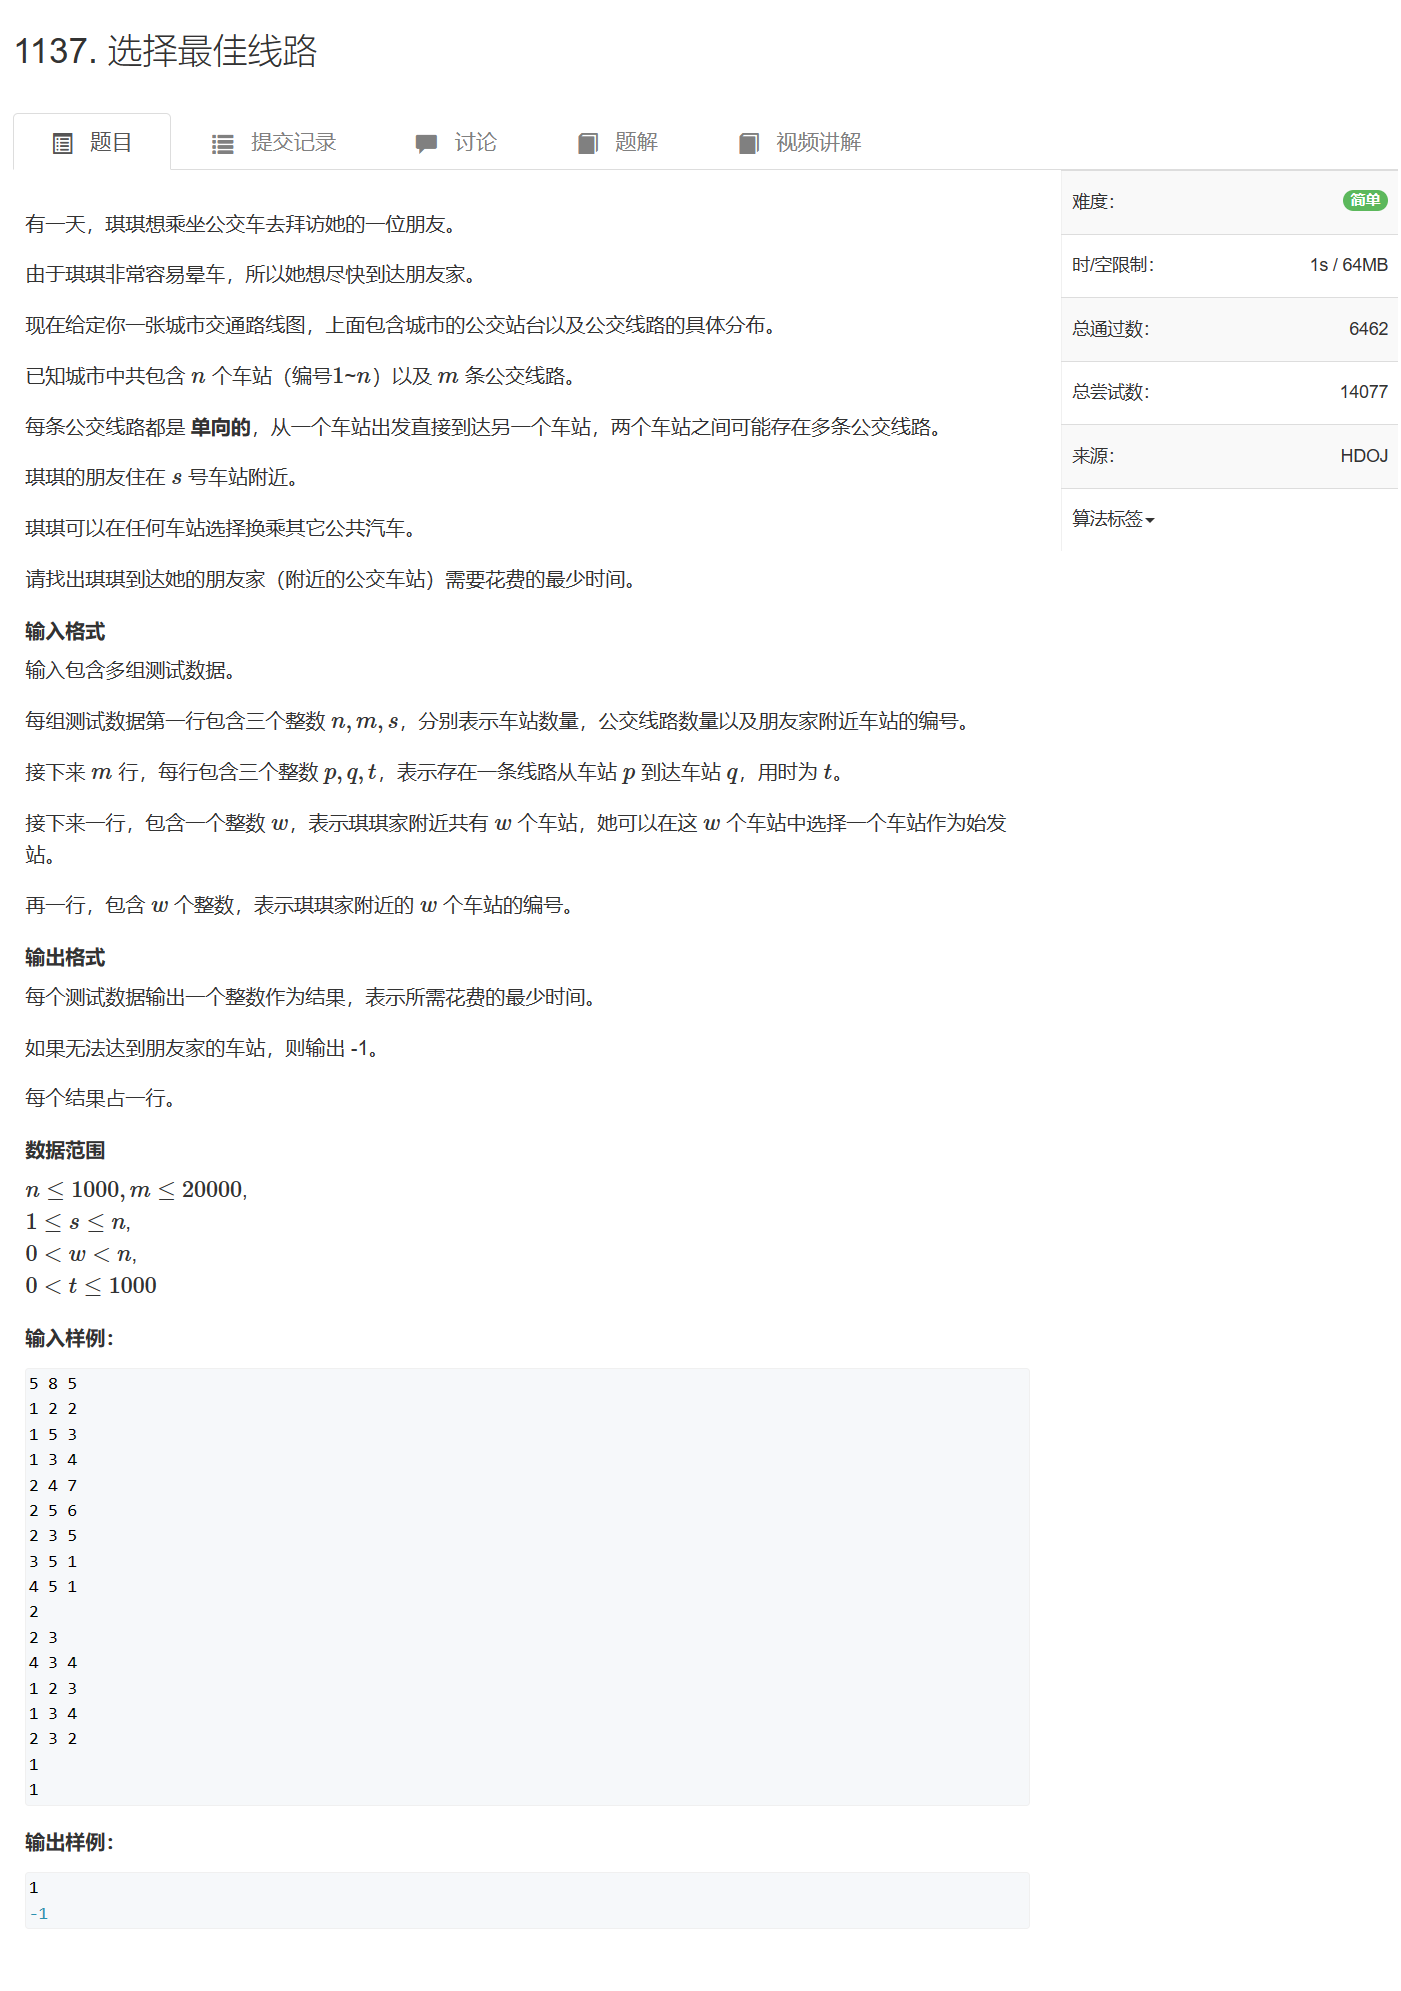 1137. 选择最佳线路
题目 提交记录 讨论 题解 视频讲解
有一天，琪琪想乘坐公交车去拜访她的一位朋友。
由于琪琪非常容易晕车，所以她想尽快到达朋友家。
现在给定你一张城市交通路线图，上面包含城市的公交站台以及公交线路的具体分布。
已知城市中共包含 n 个车站（编号1~n）以及 m 条公交线路。
每条公交线路都是 单向的，从一个车站出发直接到达另一个车站，两个车站之间可能存在多条公交线路。
琪琪的朋友住在 s 号车站附近。
琪琪可以在任何车站选择换乘其它公共汽车。
请找出琪琪到达她的朋友家（附近的公交车站）需要花费的最少时间。
输入格式
输入包含多组测试数据。
每组测试数据第一行包含三个整数 n, m, s，分别表示车站数量，公交线路数量以及朋友家附近车站的编号。
接下来 m 行，每行包含三个整数 p, q, t，表示存在一条线路从车站 p 到达车站 q，用时为 t。
接下来一行，包含一个整数 w，表示琪琪家附近共有 w 个车站，她可以在这 w 个车站中选择一个车站作为始发
站。
再一行，包含 w 个整数，表示琪琪家附近的 w 个车站的编号。
输出格式
每个测试数据输出一个整数作为结果，表示所需花费的最少时间。
如果无法达到朋友家的车站，则输出 -1。
每个结果占一行。
数据范围
n ≤ 1000, m ≤ 20000,
1 ≤ s ≤ n,
0 < w < n,
0 < t ≤ 1000
输入样例：
5 8 5
1 2 2
1 5 3
1 3 4
2 4 7
2 5 6
2 3 5
3 5 1
4 5 1
2
2 3
4 3 4
1 2 3
1 3 4
2 3 2
1
1
输出样例：
1
-1
难度： 简单
时/空限制： 1s / 64MB
总通过数： 6462
总尝试数： 14077
来源： HDOJ
算法标签